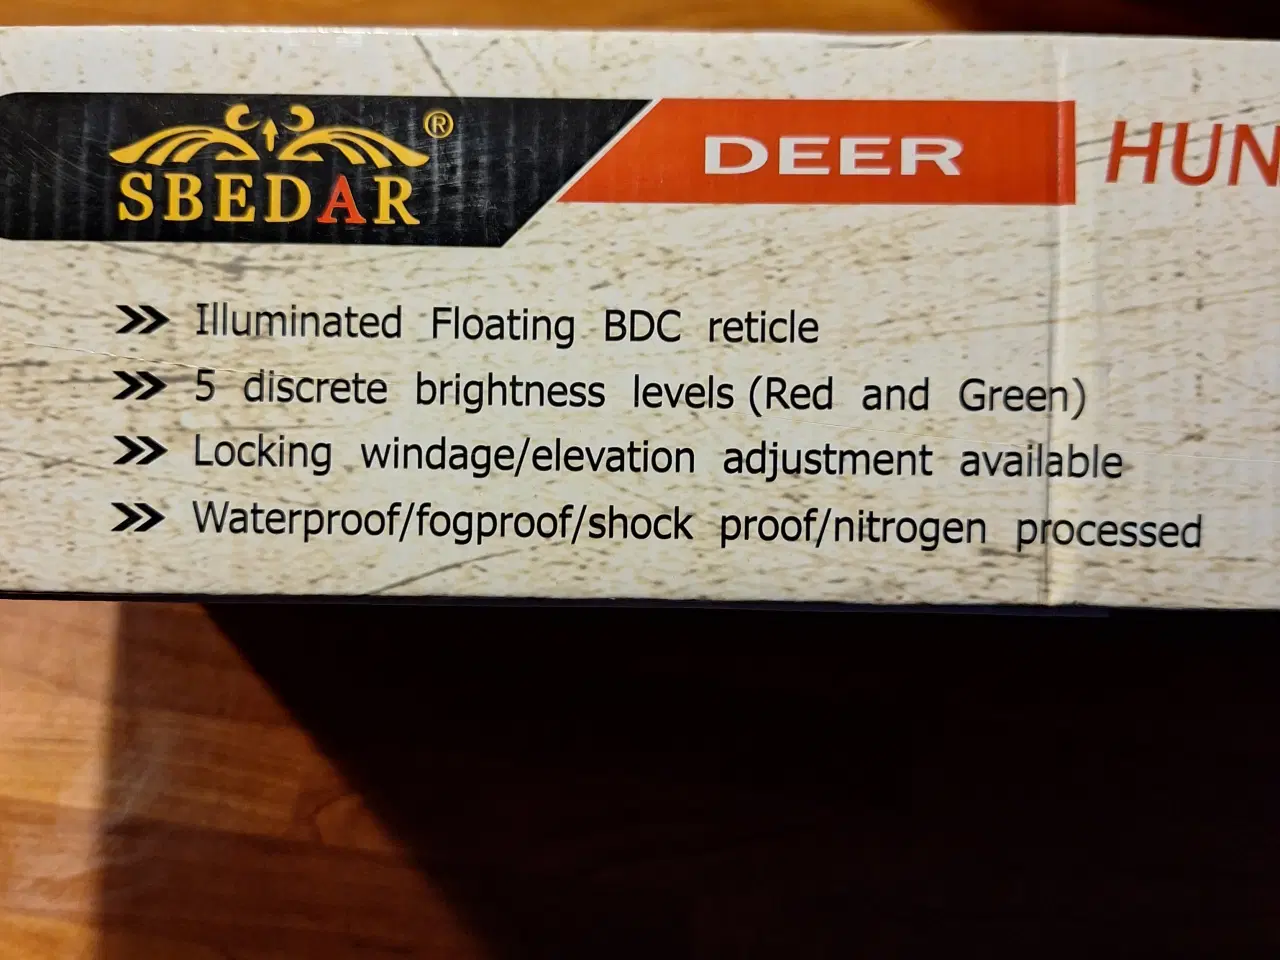 SBEDAR®
DEER HUN
» Illuminated Floating BDC reticle
» 5 discrete brightness levels (Red and Green)
» Locking windage/elevation adjustment available
» Waterproof/fogproof/shock proof/nitrogen processed